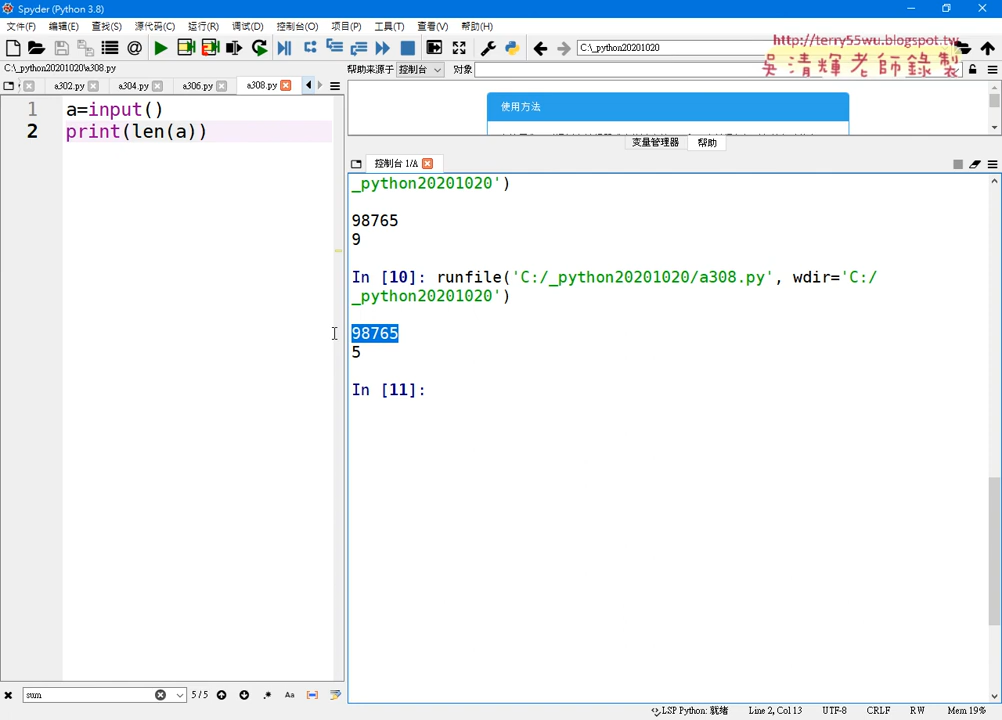 Spyder (Python 3.8)
文件(F) 编辑(E) 查找(S) 源代码(C) 运行(R) 调试(D) 控制台(O) 项目(P) 工具(T) 查看(V) 帮助(H)
C:\_python20201020
http://terry55wu.blogspot.tw
吳清輝老師錄製
C:\_python20201020\a308.py
帮助来源于 控制台 对象
a302.py a304.py a306.py a308.py
使用方法
变量管理器 帮助
控制台 1/A
1 a=input()
2 print(len(a))
_python20201020')
98765
9
In [10]: runfile('C:/_python20201020/a308.py', wdir='C:/
_python20201020')
98765
5
In [11]:
sum 5/5 .* Aa
LSP Python: 就绪 Line 2, Col 13 UTF-8 CRLF RW Mem 19%